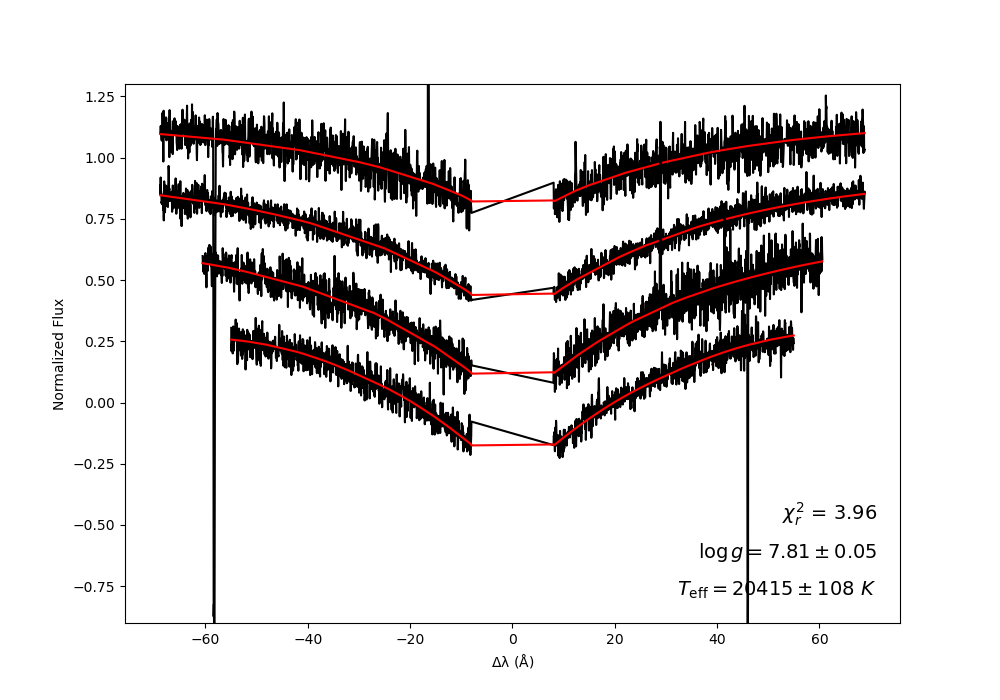 1.25
1.00
0.75
0.50
0.25
0.00
−0.25
−0.50
−0.75
Normalized Flux
χ²ᵣ = 3.96
log g = 7.81 ± 0.05
T_eff = 20415 ± 108 K
−60 −40 −20 0 20 40 60
Δλ (Å)